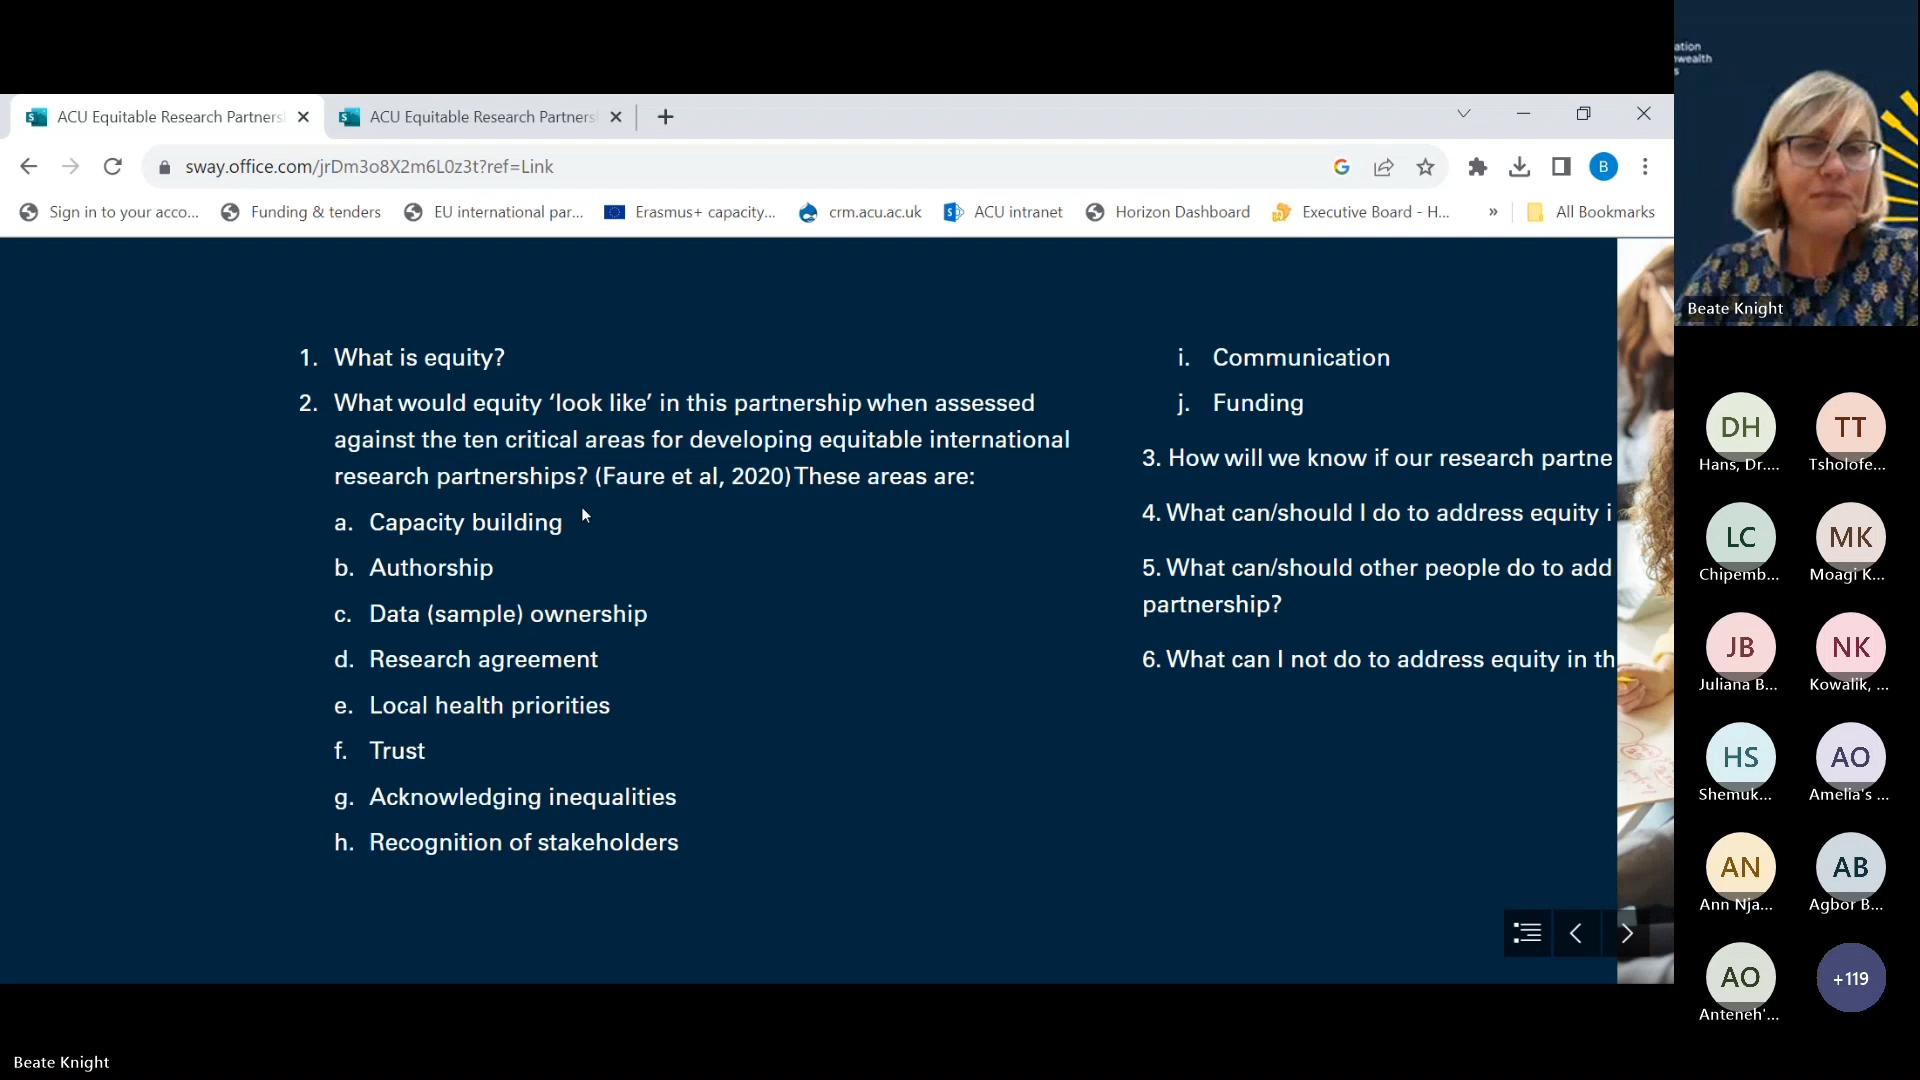 ation
wealth
s
ACU Equitable Research Partners
ACU Equitable Research Partners
sway.office.com/jrDm3o8X2m6L0z3t?ref=Link
B
Sign in to your acco...
Funding & tenders
EU international par...
Erasmus+ capacity...
crm.acu.ac.uk
ACU intranet
Horizon Dashboard
Executive Board - H...
»
All Bookmarks
Beate Knight
1. What is equity?
2. What would equity ‘look like’ in this partnership when assessed
against the ten critical areas for developing equitable international
research partnerships? (Faure et al, 2020) These areas are:
a. Capacity building
b. Authorship
c. Data (sample) ownership
d. Research agreement
e. Local health priorities
f. Trust
g. Acknowledging inequalities
h. Recognition of stakeholders
i. Communication
j. Funding
3. How will we know if our research partne
4. What can/should I do to address equity i
5. What can/should other people do to add
partnership?
6. What can I not do to address equity in th
DH
Hans, Dr....
TT
Tsholofe...
LC
Chipemb...
MK
Moagi K...
JB
Juliana B...
NK
Kowalik, ...
HS
Shemuk...
AO
Amelia's ...
AN
Ann Nja...
AB
Agbor B...
AO
Anteneh'...
+119
Beate Knight